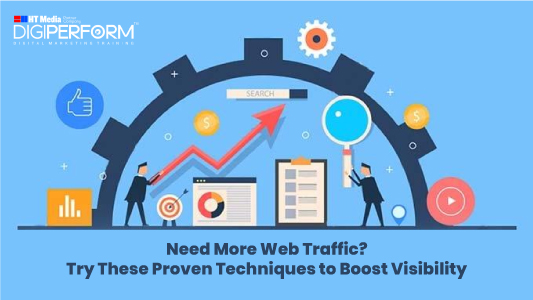 HT Media
DIGIPERFORM
DIGITAL MARKETING TRAINING
SEARCH
Need More Web Traffic?
Try These Proven Techniques to Boost Visibility